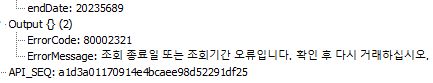 endDate: 20235689
Output {} (2)
ErrorCode: 80002321
ErrorMessage: 조회 종료일 또는 조회기간 오류입니다. 확인 후 다시 거래하십시오.
API_SEQ: a1d3a01170914e4bcaee98d52291df25